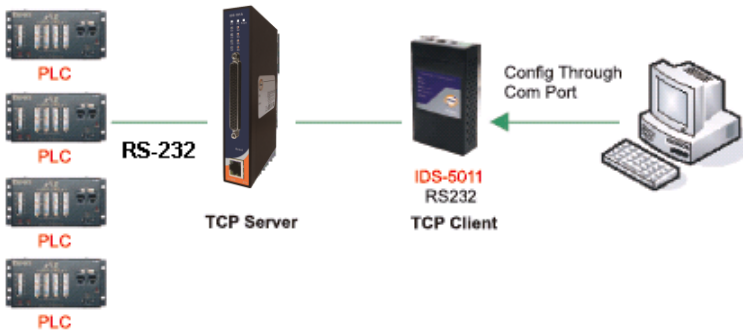 PLC
PLC
PLC
PLC
RS-232
TCP Server
IDS-5011
RS232
TCP Client
Config Through
Com Port